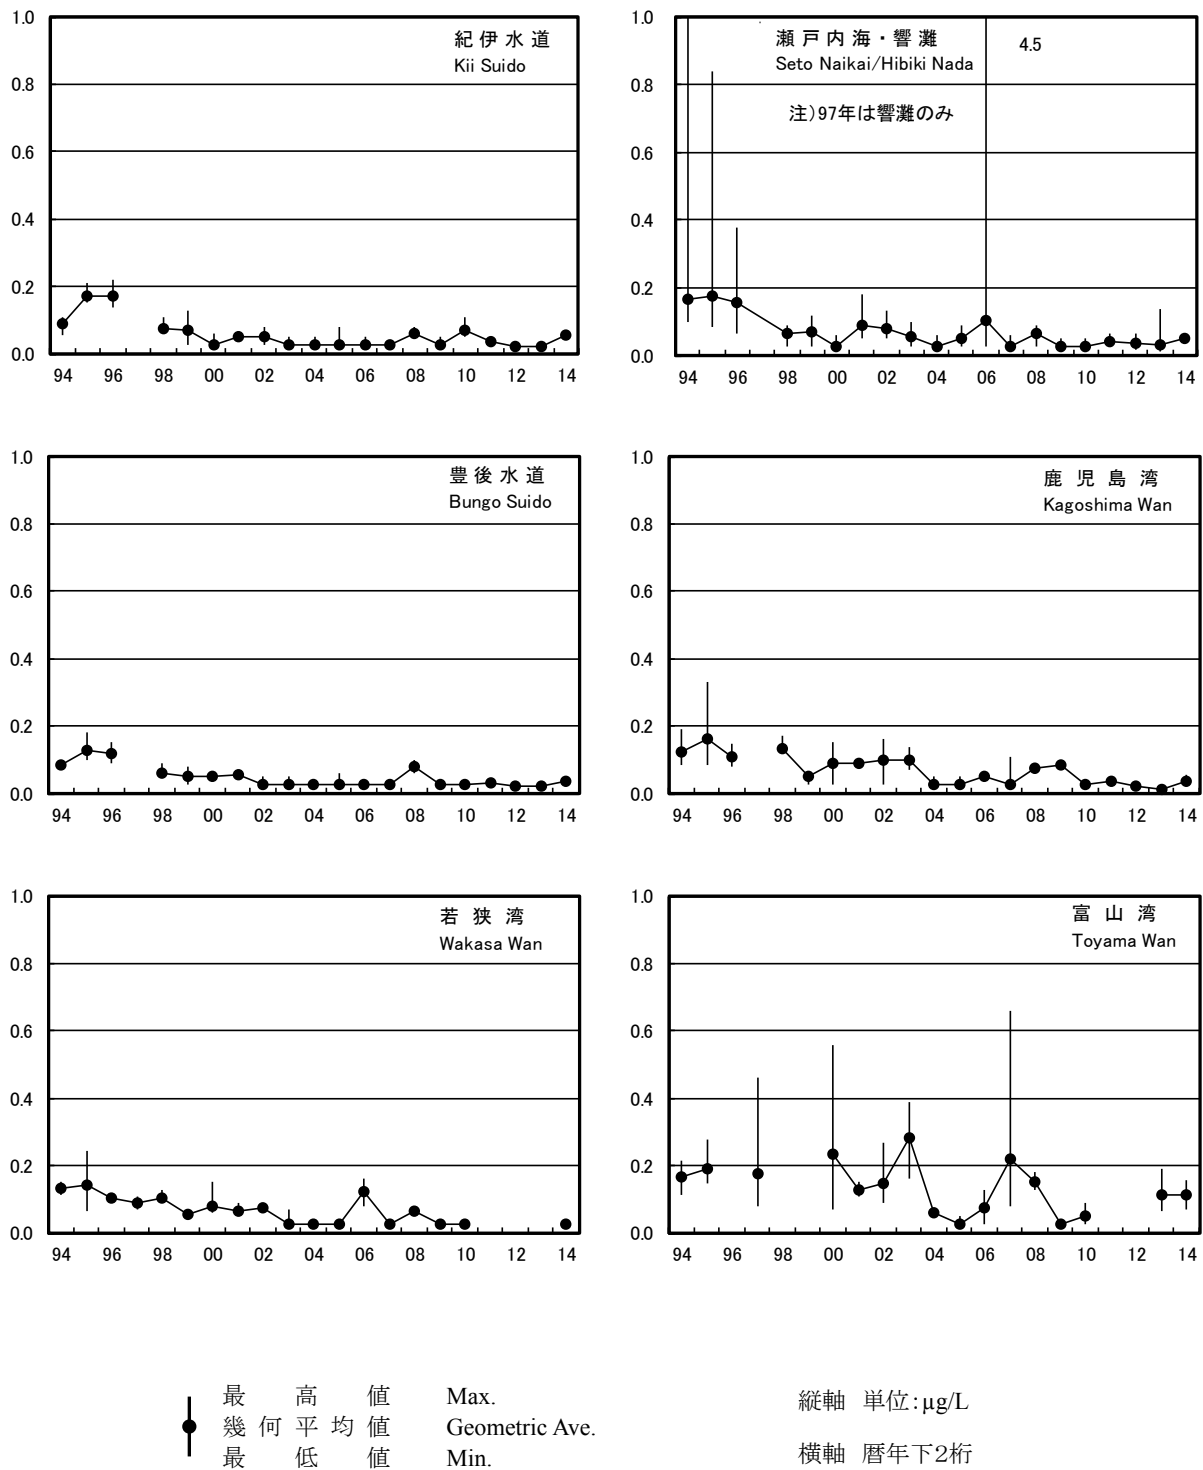 紀伊水道
Kii Suido
1.0
0.8
0.6
0.4
0.2
0.0
94 96 98 00 02 04 06 08 10 12 14
瀬戸内海・響灘
Seto Naikai/Hibiki Nada
4.5
注)97年は響灘のみ
1.0
0.8
0.6
0.4
0.2
0.0
94 96 98 00 02 04 06 08 10 12 14
豊後水道
Bungo Suido
1.0
0.8
0.6
0.4
0.2
0.0
94 96 98 00 02 04 06 08 10 12 14
鹿児島湾
Kagoshima Wan
1.0
0.8
0.6
0.4
0.2
0.0
94 96 98 00 02 04 06 08 10 12 14
若狭湾
Wakasa Wan
1.0
0.8
0.6
0.4
0.2
0.0
94 96 98 00 02 04 06 08 10 12 14
富山湾
Toyama Wan
1.0
0.8
0.6
0.4
0.2
0.0
94 96 98 00 02 04 06 08 10 12 14
最高値 Max.
幾何平均値 Geometric Ave.
最低値 Min.
縦軸 単位:µg/L
横軸 暦年下2桁